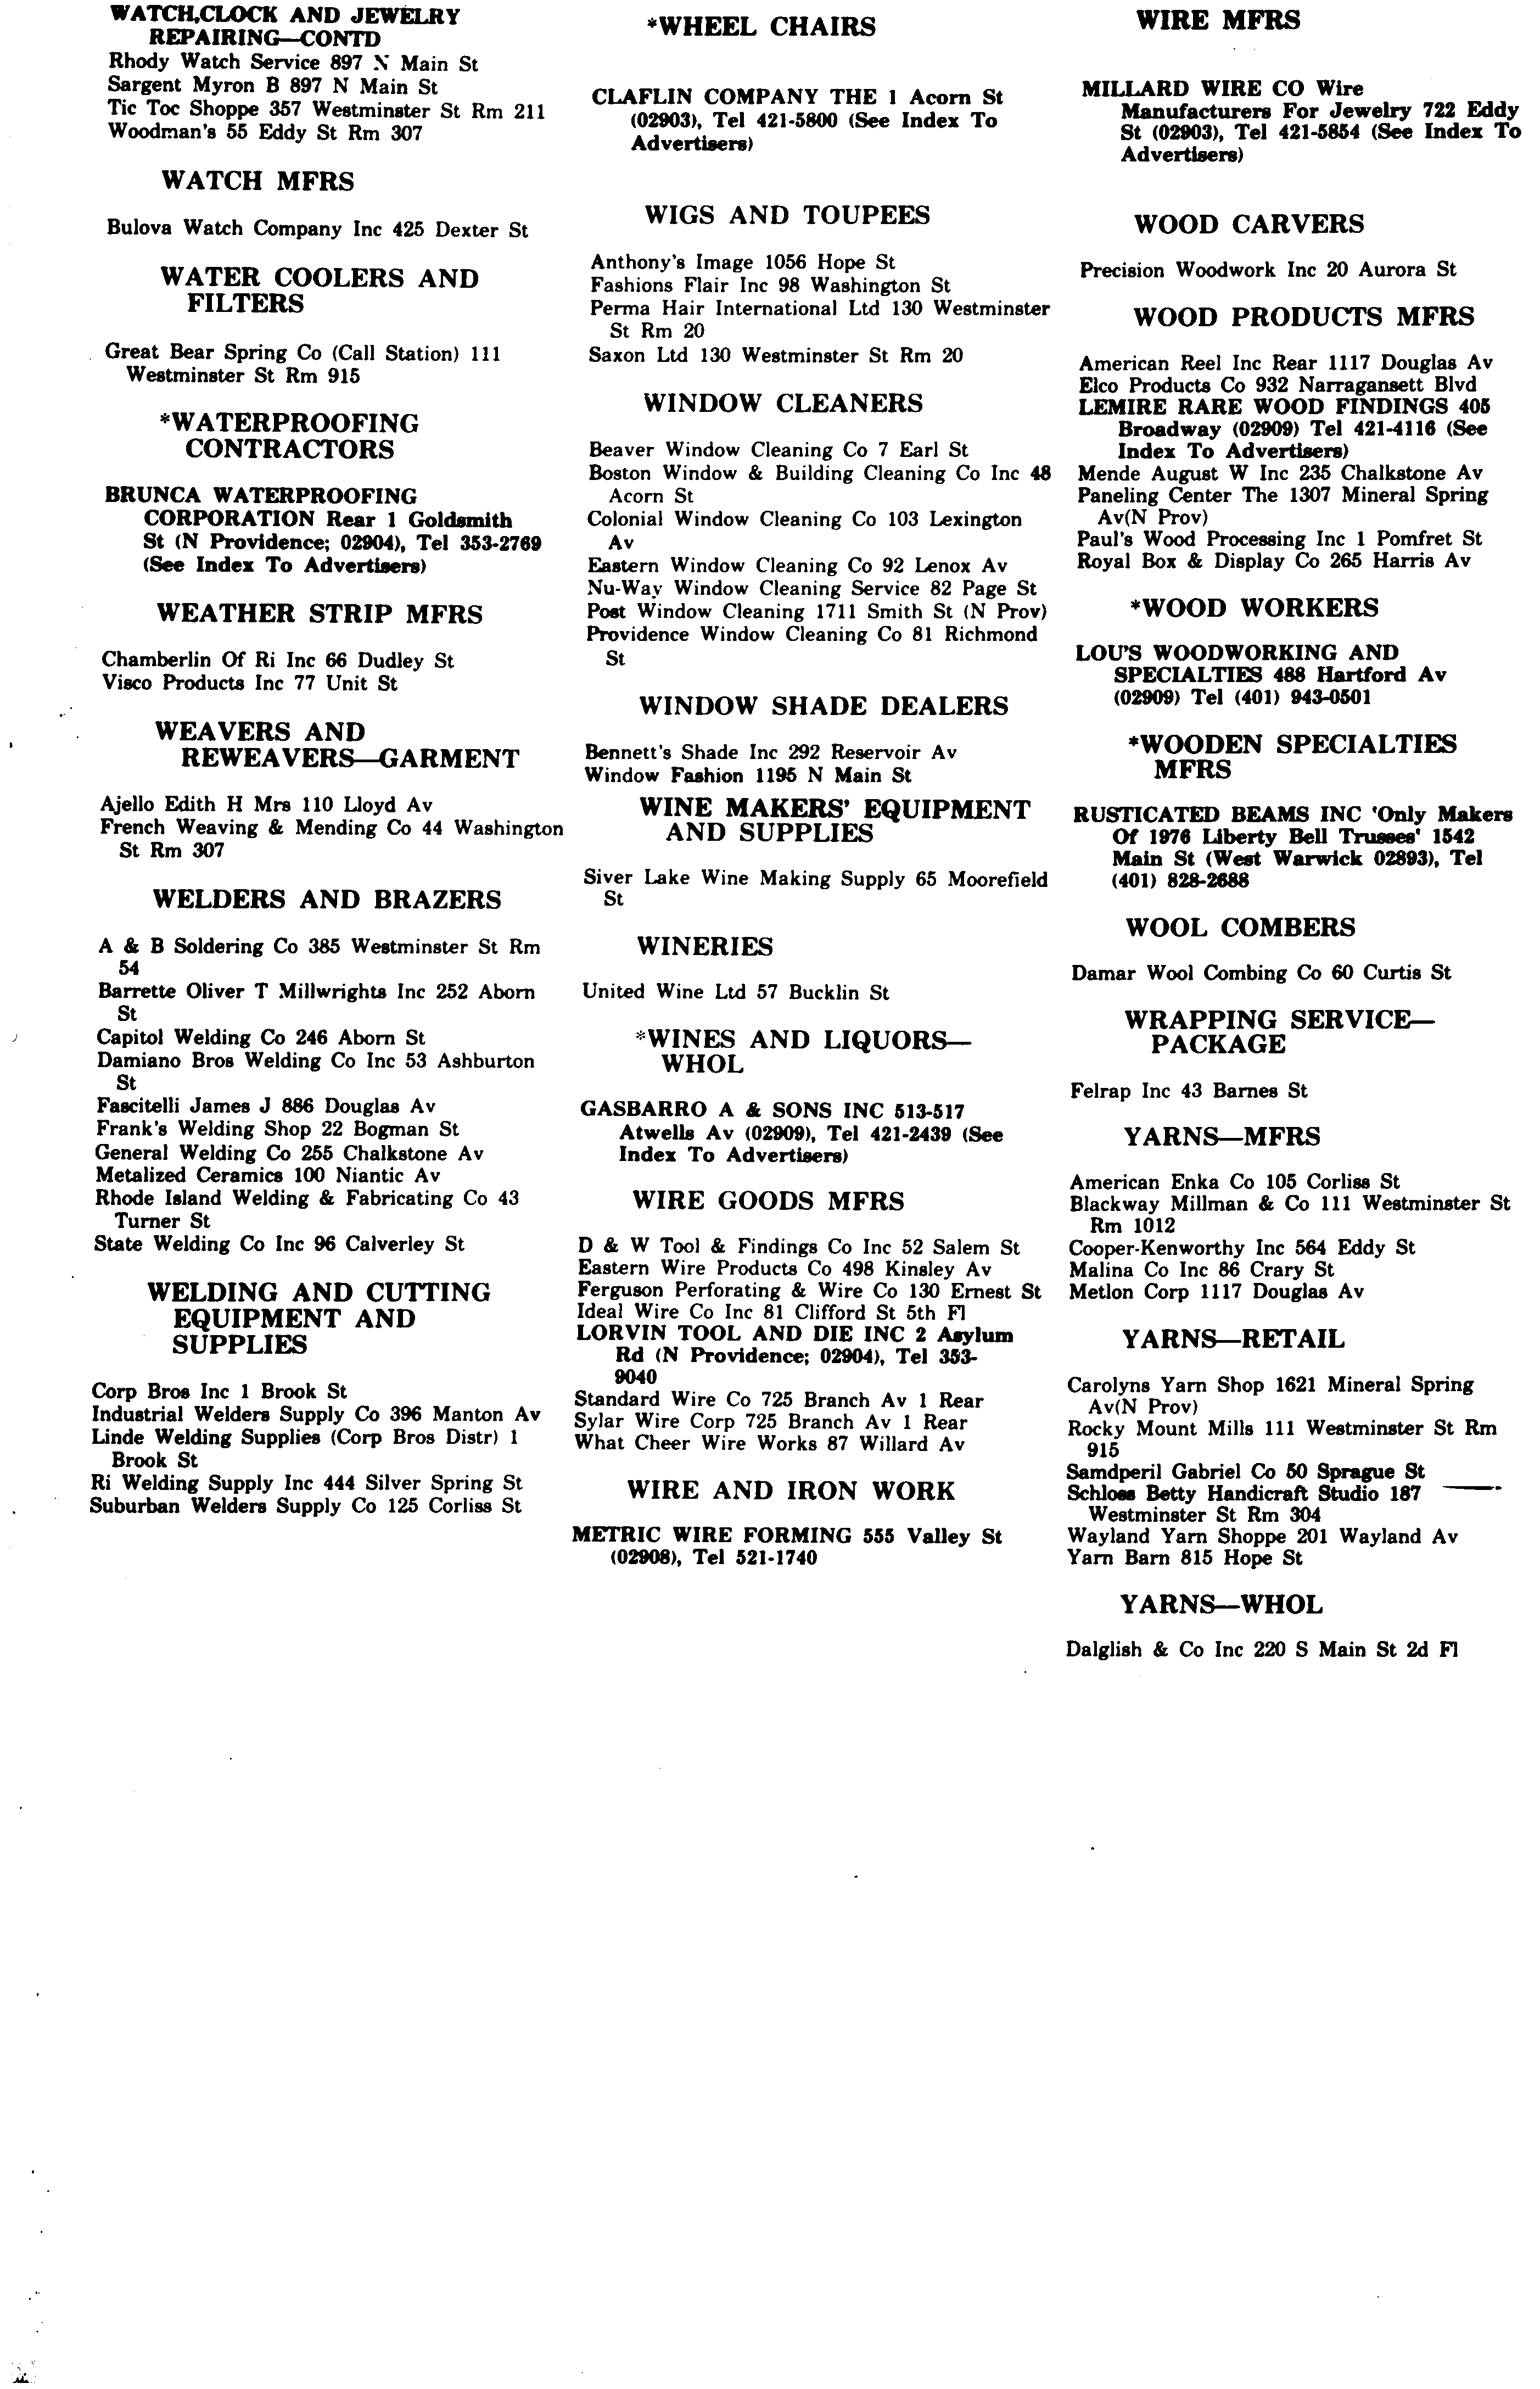 WATCH,CLOCK AND JEWELRY
REPAIRING—CONTD
Rhody Watch Service 897 N Main St
Sargent Myron B 897 N Main St
Tic Toc Shoppe 357 Westminster St Rm 211
Woodman's 55 Eddy St Rm 307
WATCH MFRS
Bulova Watch Company Inc 425 Dexter St
WATER COOLERS AND
FILTERS
Great Bear Spring Co (Call Station) 111
Westminster St Rm 915
*WATERPROOFING
CONTRACTORS
BRUNCA WATERPROOFING
CORPORATION Rear 1 Goldsmith
St (N Providence; 02904), Tel 353-2769
(See Index To Advertisers)
WEATHER STRIP MFRS
Chamberlin Of Ri Inc 66 Dudley St
Visco Products Inc 77 Unit St
WEAVERS AND
REWEAVERS—GARMENT
Ajello Edith H Mrs 110 Lloyd Av
French Weaving & Mending Co 44 Washington
St Rm 307
WELDERS AND BRAZERS
A & B Soldering Co 385 Westminster St Rm
54
Barrette Oliver T Millwrights Inc 252 Aborn
St
Capitol Welding Co 246 Aborn St
Damiano Bros Welding Co Inc 53 Ashburton
St
Fascitelli James J 886 Douglas Av
Frank's Welding Shop 22 Bogman St
General Welding Co 255 Chalkstone Av
Metalized Ceramics 100 Niantic Av
Rhode Island Welding & Fabricating Co 43
Turner St
State Welding Co Inc 96 Calverley St
WELDING AND CUTTING
EQUIPMENT AND
SUPPLIES
Corp Bros Inc 1 Brook St
Industrial Welders Supply Co 396 Manton Av
Linde Welding Supplies (Corp Bros Distr) 1
Brook St
Ri Welding Supply Inc 444 Silver Spring St
Suburban Welders Supply Co 125 Corliss St
*WHEEL CHAIRS
CLAFLIN COMPANY THE 1 Acorn St
(02903), Tel 421-5800 (See Index To
Advertisers)
WIGS AND TOUPEES
Anthony's Image 1056 Hope St
Fashions Flair Inc 98 Washington St
Perma Hair International Ltd 130 Westminster
St Rm 20
Saxon Ltd 130 Westminster St Rm 20
WINDOW CLEANERS
Beaver Window Cleaning Co 7 Earl St
Boston Window & Building Cleaning Co Inc 48
Acorn St
Colonial Window Cleaning Co 103 Lexington
Av
Eastern Window Cleaning Co 92 Lenox Av
Nu-Way Window Cleaning Service 82 Page St
Post Window Cleaning 1711 Smith St (N Prov)
Providence Window Cleaning Co 81 Richmond
St
WINDOW SHADE DEALERS
Bennett's Shade Inc 292 Reservoir Av
Window Fashion 1195 N Main St
WINE MAKERS' EQUIPMENT
AND SUPPLIES
Siver Lake Wine Making Supply 65 Moorefield
St
WINERIES
United Wine Ltd 57 Bucklin St
*WINES AND LIQUORS—
WHOL
GASBARRO A & SONS INC 513-517
Atwells Av (02909), Tel 421-2439 (See
Index To Advertisers)
WIRE GOODS MFRS
D & W Tool & Findings Co Inc 52 Salem St
Eastern Wire Products Co 498 Kinsley Av
Ferguson Perforating & Wire Co 130 Ernest St
Ideal Wire Co Inc 81 Clifford St 5th Fl
LORVIN TOOL AND DIE INC 2 Asylum
Rd (N Providence; 02904), Tel 353-
9040
Standard Wire Co 725 Branch Av 1 Rear
Sylar Wire Corp 725 Branch Av 1 Rear
What Cheer Wire Works 87 Willard Av
WIRE AND IRON WORK
METRIC WIRE FORMING 555 Valley St
(02908), Tel 521-1740
WIRE MFRS
MILLARD WIRE CO Wire
Manufacturers For Jewelry 722 Eddy
St (02903), Tel 421-5854 (See Index To
Advertisers)
WOOD CARVERS
Precision Woodwork Inc 20 Aurora St
WOOD PRODUCTS MFRS
American Reel Inc Rear 1117 Douglas Av
Elco Products Co 932 Narragansett Blvd
LEMIRE RARE WOOD FINDINGS 405
Broadway (02909) Tel 421-4116 (See
Index To Advertisers)
Mende August W Inc 235 Chalkstone Av
Paneling Center The 1307 Mineral Spring
Av(N Prov)
Paul's Wood Processing Inc 1 Pomfret St
Royal Box & Display Co 265 Harris Av
*WOOD WORKERS
LOU'S WOODWORKING AND
SPECIALTIES 488 Hartford Av
(02909) Tel (401) 943-0501
*WOODEN SPECIALTIES
MFRS
RUSTICATED BEAMS INC 'Only Makers
Of 1976 Liberty Bell Trusses' 1542
Main St (West Warwick 02893), Tel
(401) 828-2688
WOOL COMBERS
Damar Wool Combing Co 60 Curtis St
WRAPPING SERVICE—
PACKAGE
Felrap Inc 43 Barnes St
YARNS—MFRS
American Enka Co 105 Corliss St
Blackway Millman & Co 111 Westminster St
Rm 1012
Cooper-Kenworthy Inc 564 Eddy St
Malina Co Inc 86 Crary St
Metlon Corp 1117 Douglas Av
YARNS—RETAIL
Carolyns Yarn Shop 1621 Mineral Spring
Av(N Prov)
Rocky Mount Mills 111 Westminster St Rm
915
Samdperil Gabriel Co 50 Sprague St
Schloss Betty Handicraft Studio 187
Westminster St Rm 304
Wayland Yarn Shoppe 201 Wayland Av
Yarn Barn 815 Hope St
YARNS—WHOL
Dalglish & Co Inc 220 S Main St 2d Fl